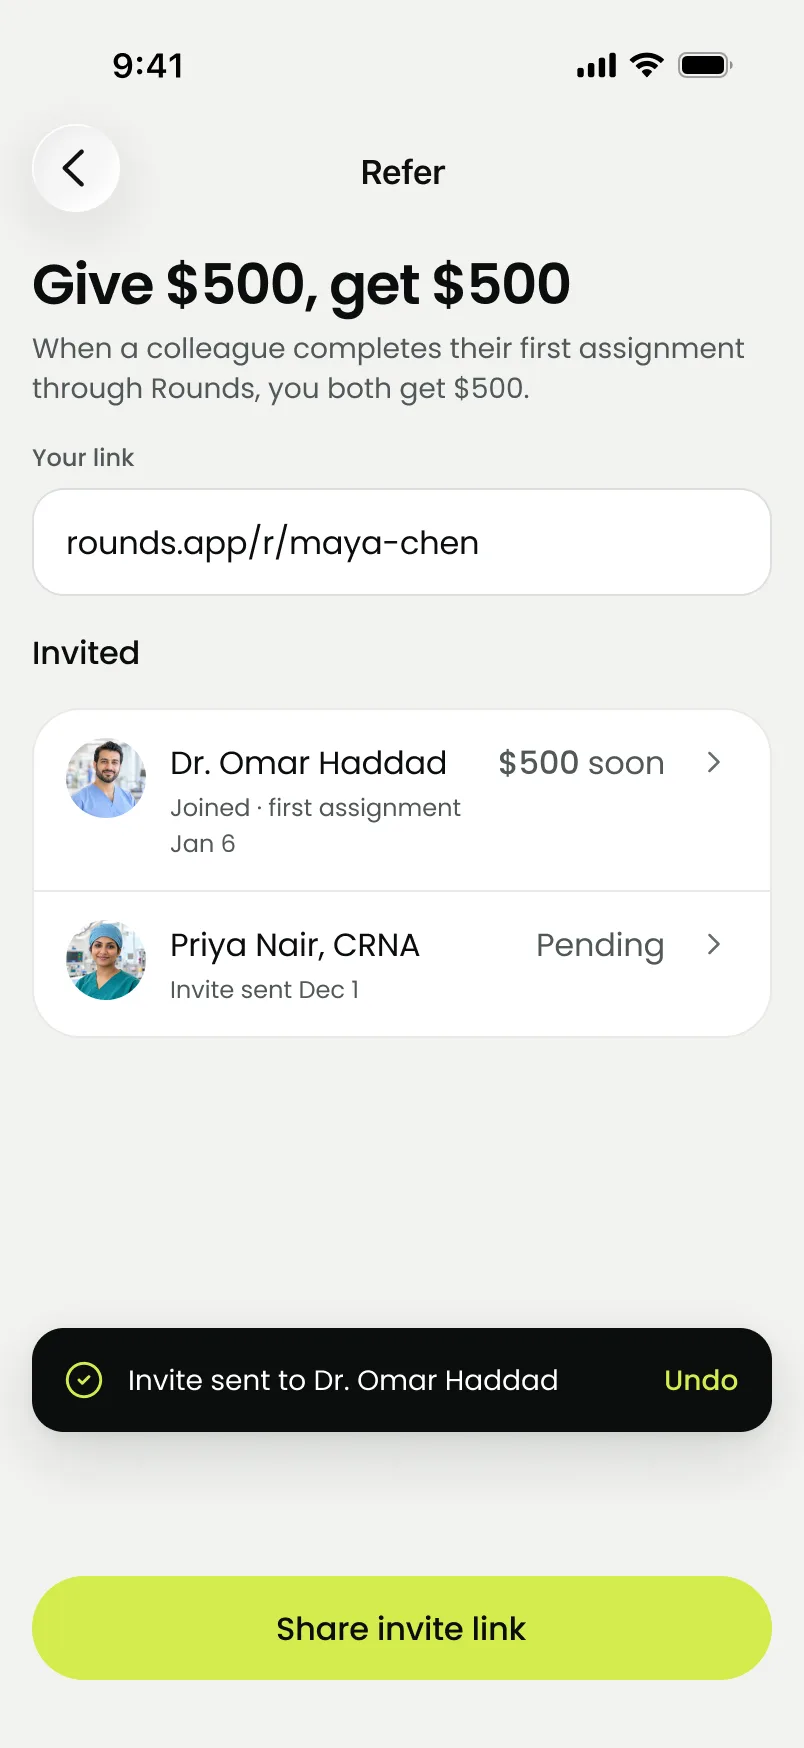 9:41
Refer
Give $500, get $500
When a colleague completes their first assignment
through Rounds, you both get $500.
Your link
rounds.app/r/maya-chen
Invited
Dr. Omar Haddad
$500 soon
Joined · first assignment
Jan 6
Priya Nair, CRNA
Pending
Invite sent Dec 1
Invite sent to Dr. Omar Haddad
Undo
Share invite link